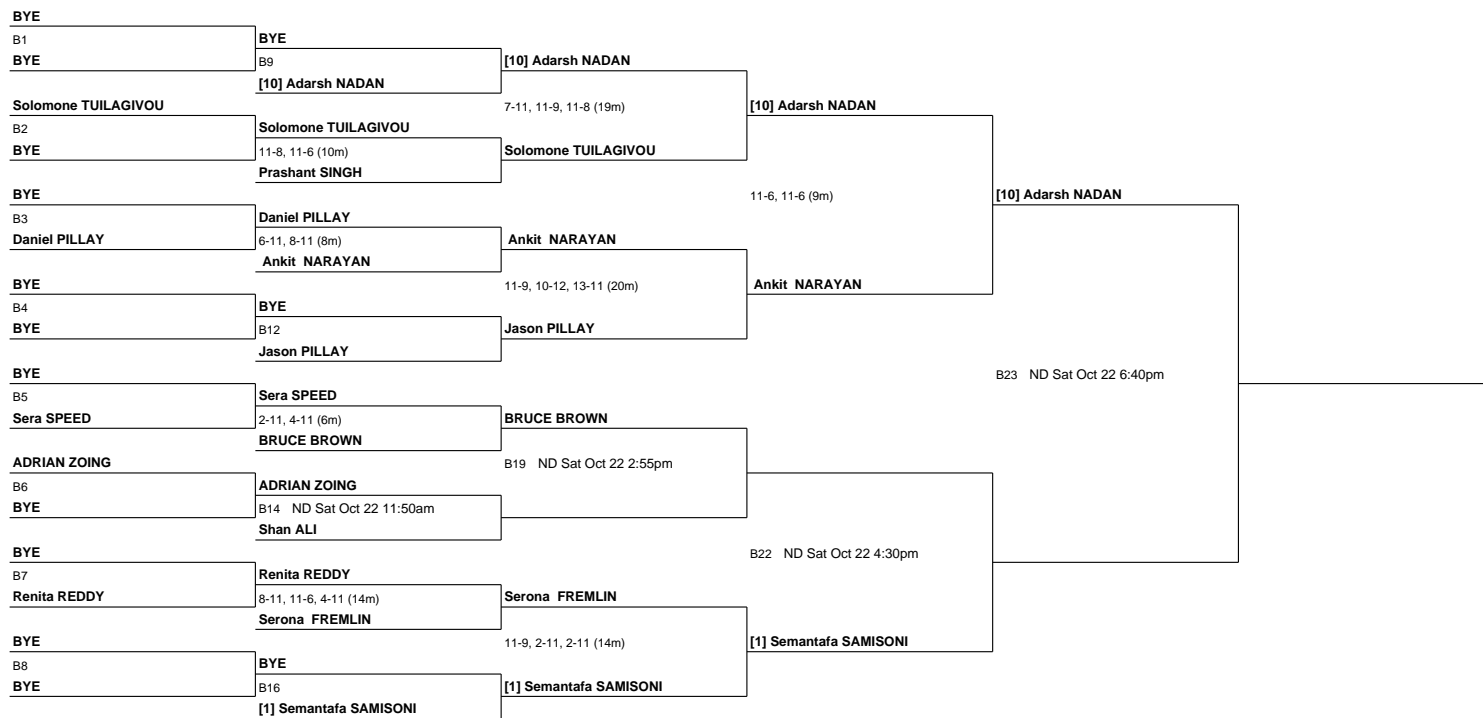 BYE
B1
BYE
BYE
B9
[10] Adarsh NADAN
[10] Adarsh NADAN
Solomone TUILAGIVOU
B2
BYE
Solomone TUILAGIVOU
11-8, 11-6 (10m)
Prashant SINGH
7-11, 11-9, 11-8 (19m)
Solomone TUILAGIVOU
[10] Adarsh NADAN
BYE
B3
Daniel PILLAY
Daniel PILLAY
6-11, 8-11 (8m)
Ankit NARAYAN
Ankit NARAYAN
11-6, 11-6 (9m)
[10] Adarsh NADAN
BYE
B4
BYE
BYE
B12
Jason PILLAY
11-9, 10-12, 13-11 (20m)
Jason PILLAY
Ankit NARAYAN
BYE
B5
Sera SPEED
Sera SPEED
2-11, 4-11 (6m)
BRUCE BROWN
BRUCE BROWN
B23 ND Sat Oct 22 6:40pm
ADRIAN ZOING
B6
BYE
ADRIAN ZOING
B14 ND Sat Oct 22 11:50am
Shan ALI
B19 ND Sat Oct 22 2:55pm
BYE
B7
Renita REDDY
Renita REDDY
8-11, 11-6, 4-11 (14m)
Serona FREMLIN
Serona FREMLIN
B22 ND Sat Oct 22 4:30pm
BYE
B8
BYE
BYE
B16
[1] Semantafa SAMISONI
11-9, 2-11, 2-11 (14m)
[1] Semantafa SAMISONI
[1] Semantafa SAMISONI